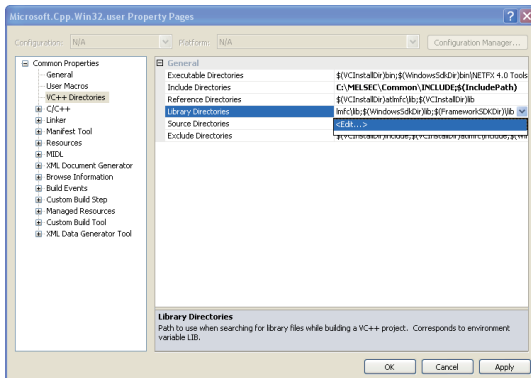 Microsoft.Cpp.Win32.user Property Pages
Configuration: N/A Platform: N/A Configuration Manager...
Common Properties
General
User Macros
VC++ Directories
C/C++
Linker
Manifest Tool
Resources
MIDL
XML Document Generator
Browse Information
Build Events
Custom Build Step
Managed Resources
Custom Build Tool
XML Data Generator Tool
General
Executable Directories $(VCInstallDir)bin;$(WindowsSdkDir)bin\NETFX 4.0 Tools
Include Directories C:\MELSEC\Common\INCLUDE;$(IncludePath)
Reference Directories $(VCInstallDir)atlmfc\lib;$(VCInstallDir)lib
Library Directories lmfc\lib;$(WindowsSdkDir)lib;$(FrameworkSDKDir)\lib
Source Directories <Edit...>
Exclude Directories
Library Directories
Path to use when searching for library files while building a VC++ project. Corresponds to environment
variable LIB.
OK Cancel Apply